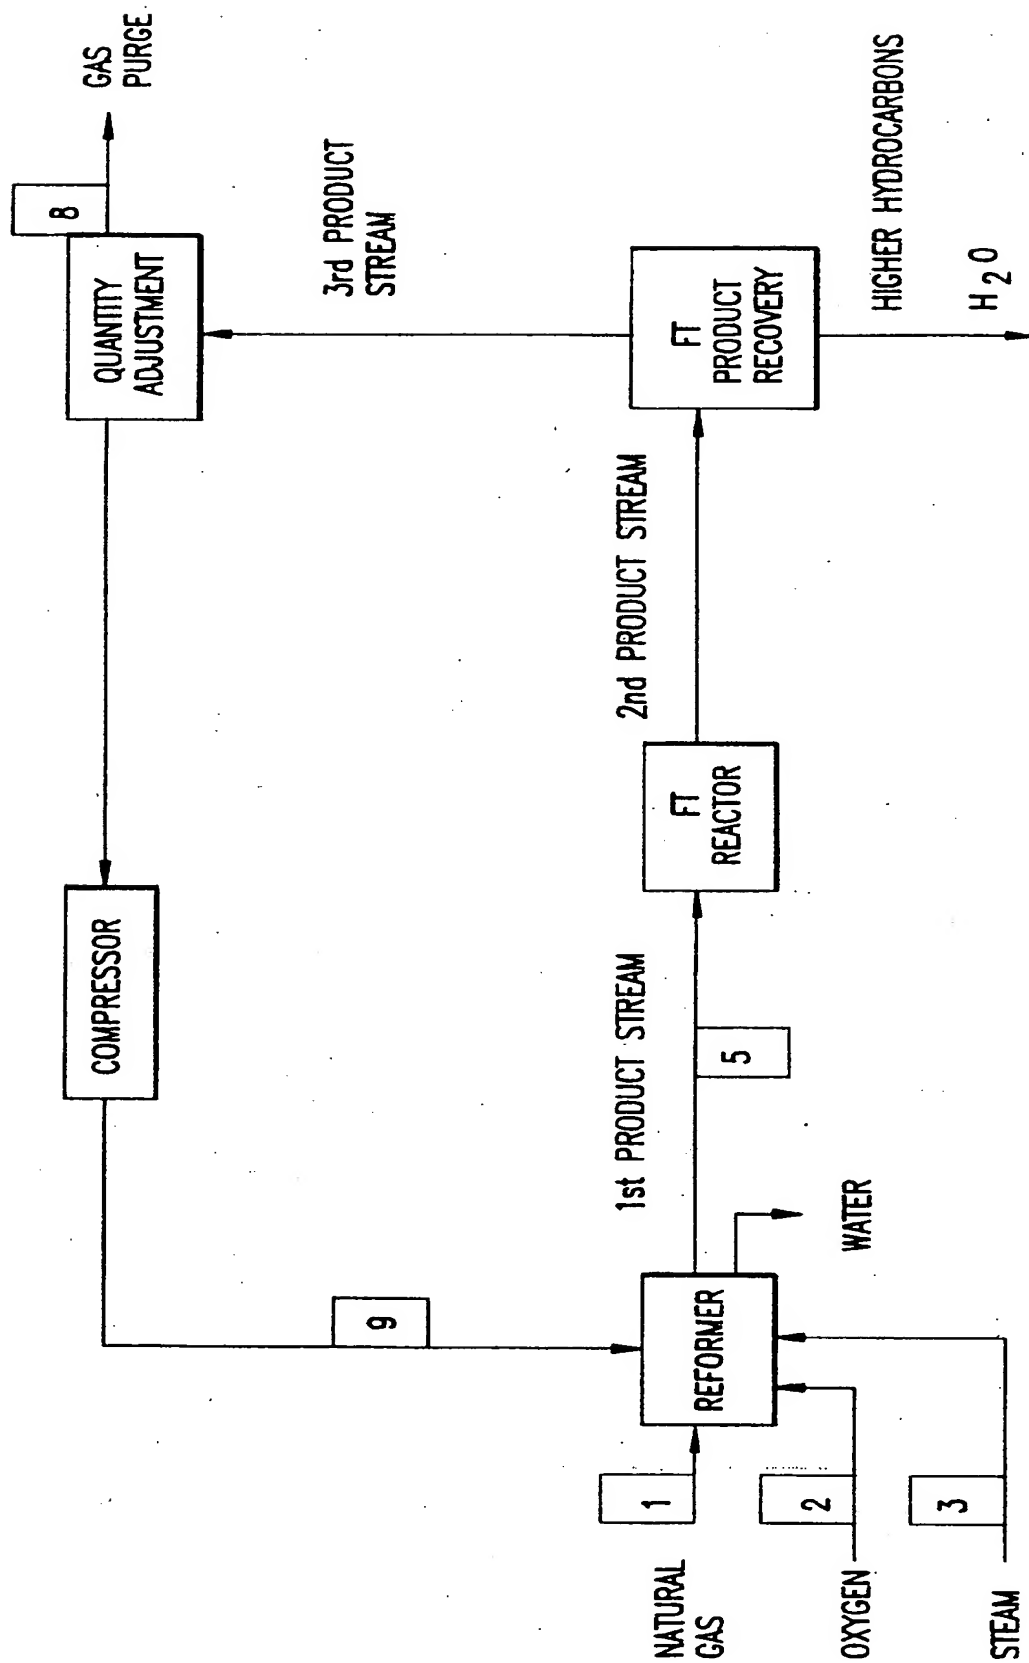 8
GAS
PURGE
QUANTITY
ADJUSTMENT
COMPRESSOR
3rd PRODUCT
STREAM
9
NATURAL
GAS
1
REFORMER
1st PRODUCT STREAM
5
FT
REACTOR
2nd PRODUCT STREAM
FT
PRODUCT
RECOVERY
WATER
OXYGEN
2
STEAM
3
HIGHER HYDROCARBONS
H2O